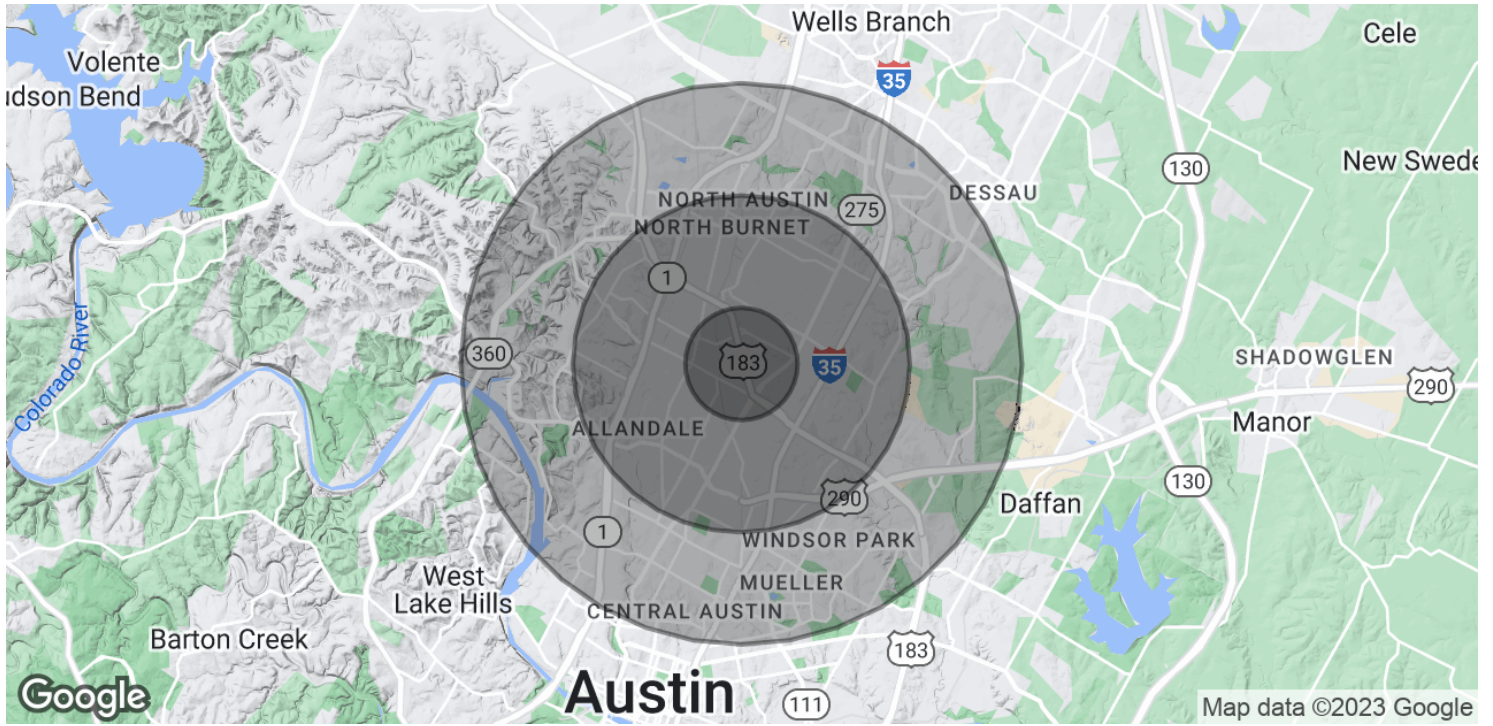 Wells Branch
Cele
Volente
udson Bend
35
130
New Swede
NORTH AUSTIN
275
DESSAU
NORTH BURNET
1
Colorado River
360
183
35
SHADOWGLEN
290
Manor
ALLANDALE
130
290
Daffan
1
WINDSOR PARK
West
Lake Hills
MUELLER
CENTRAL AUSTIN
Barton Creek
183
Austin
111
Google
Map data ©2023 Google